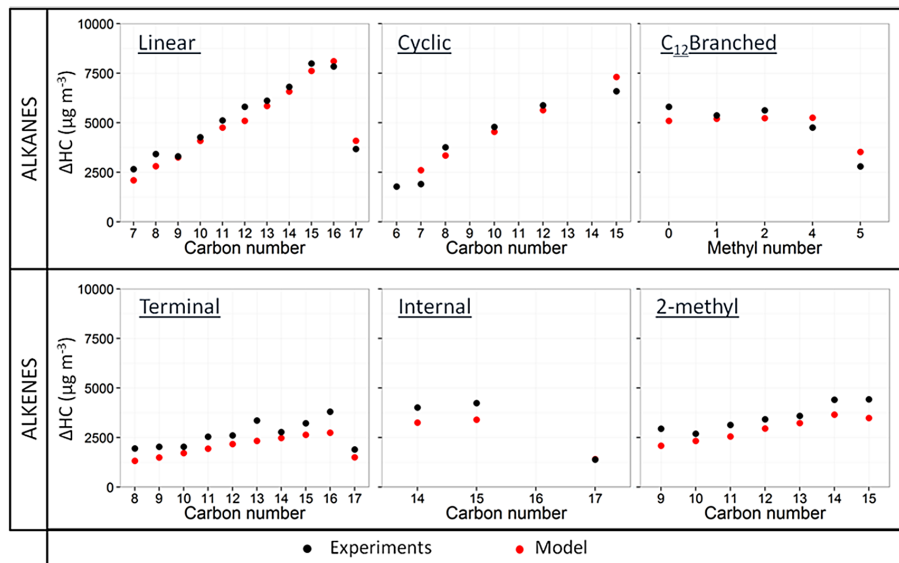 ALKANES
ΔHC (µg m⁻³)
10000
7500
5000
2500
0
Linear
7 8 9 10 11 12 13 14 15 16 17
Carbon number
Cyclic
6 7 8 9 10 11 12 13 14 15
Carbon number
C₁₂Branched
0 1 2 4 5
Methyl number
ALKENES
ΔHC (µg m⁻³)
10000
7500
5000
2500
0
Terminal
8 9 10 11 12 13 14 15 16 17
Carbon number
Internal
14 15 16 17
Carbon number
2-methyl
9 10 11 12 13 14 15
Carbon number
Experiments Model